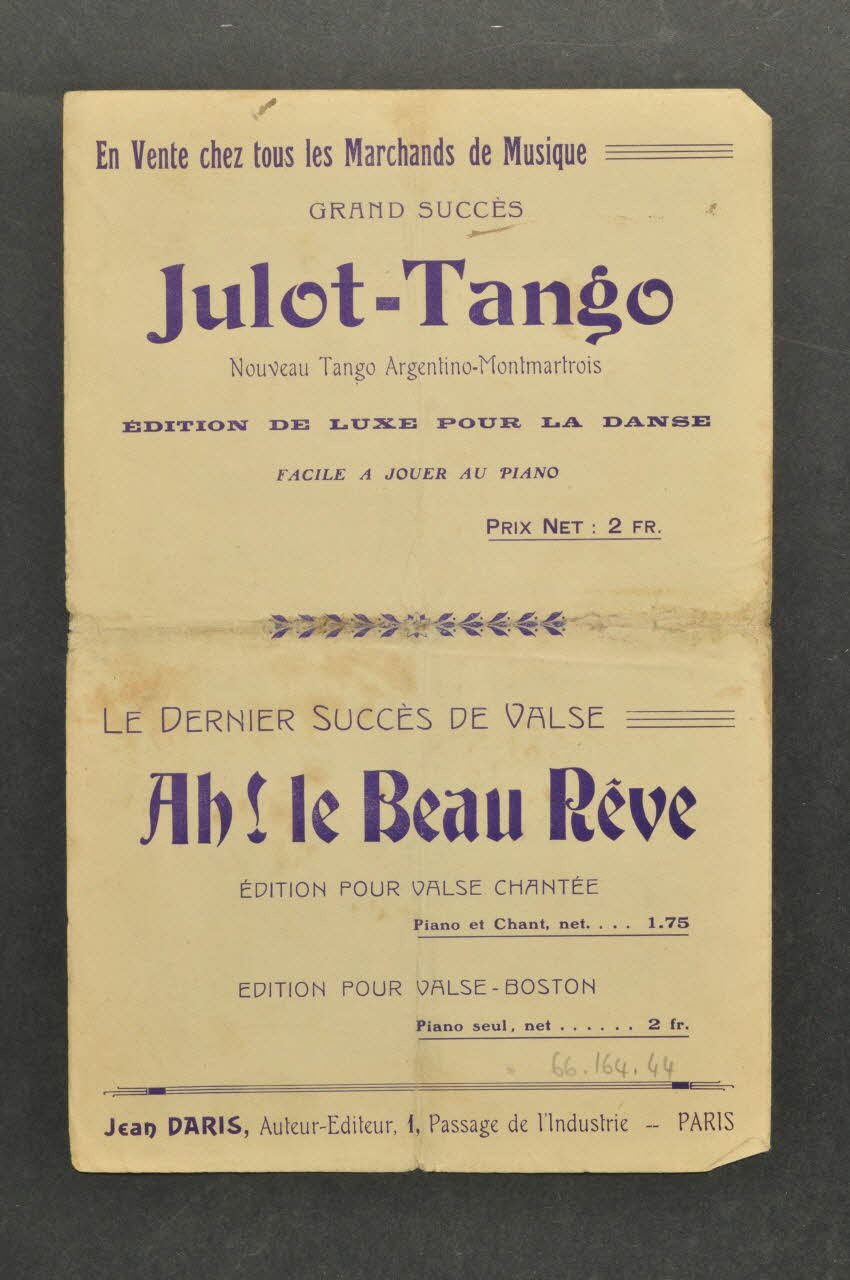 En Vente chez tous les Marchands de Musique
GRAND SUCCÈS
Julot-Tango
Nouveau Tango Argentino-Montmartrois
ÉDITION DE LUXE POUR LA DANSE
FACILE A JOUER AU PIANO
PRIX NET : 2 FR.
LE DERNIER SUCCÈS DE VALSE
Ah! le Beau Rêve
ÉDITION POUR VALSE CHANTÉE
Piano et Chant, net. . . . 1.75
EDITION POUR VALSE-BOSTON
Piano seul, net . . . . . . 2 fr.
66.164.44
Jean DARIS, Auteur-Editeur, 1, Passage de l'Industrie -- PARIS